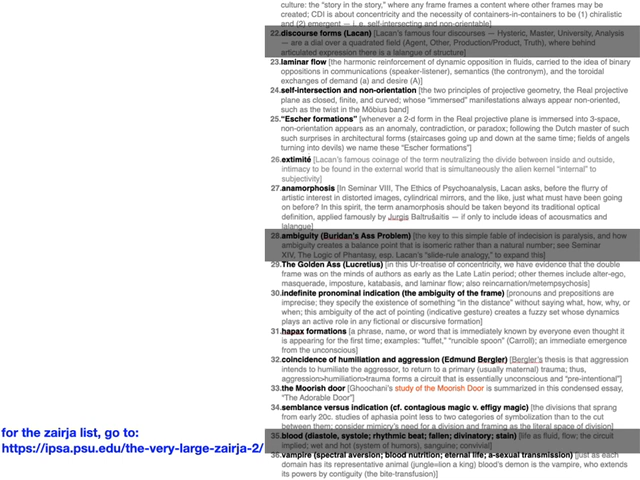 culture: the "story in the story," where any frame frames a content where other frames may be
created; CDI is about concentricity and the necessity of containers-in-containers to be (1) chiralistic
and (2) emergent — i. e. self-intersecting and non-orientable]
22. discourse forms (Lacan) [Lacan's famous four discourses — Hysteric, Master, University, Analysis
— are a dial over a quadrated field (Agent, Other, Production/Product, Truth), where behind
articulated expression there is a lalangue of structure]
23. laminar flow [the harmonic reinforcement of dynamic opposition in fluids, carried to the idea of binary
oppositions in communications (speaker-listener), semantics (the contronym), and the toroidal
exchanges of demand (a) and desire (A)]
24. self-intersection and non-orientation [the two principles of projective geometry, the Real projective
plane as closed, finite, and curved; whose "immersed" manifestations always appear non-oriented,
such as the twist in the Möbius band]
25. "Escher formations" [whenever a 2-d form in the Real projective plane is immersed into 3-space,
non-orientation appears as an anomaly, contradiction, or paradox; following the Dutch master of such
such surprises in architectural forms (staircases going up and down at the same time; fields of angels
turning into devils) we name these "Escher formations"]
26. extimité [Lacan's famous coinage of the term neutralizing the divide between inside and outside,
intimacy to be found in the external world that is simultaneously the alien kernel "internal" to
subjectivity]
27. anamorphosis [In Seminar VIII, The Ethics of Psychoanalysis, Lacan asks, before the flurry of
artistic interest in distorted images, cylindrical mirrors, and the like, just what must have been going
on before? In this spirit, the term anamorphosis should be taken beyond its traditional optical
definition, applied famously by Jurgis Baltrušaitis — if only to include ideas of acousmatics and
lalangue]
28. ambiguity (Buridan's Ass Problem) [the key to this simple fable of indecision is paralysis, and how
ambiguity creates a balance point that is isomeric rather than a natural number; see Seminar
XIV, The Logic of Phantasy, esp. Lacan's "slide-rule analogy," to expand this]
29. The Golden Ass (Lucretius) [in this Ur-treatise of concentricity, we have evidence that the double
frame was on the minds of authors as early as the Late Latin period; other themes include alter-ego,
masquerade, imposture, katabasis, and laminar flow; also reincarnation/metempsychosis]
30. indefinite pronominal indication (the ambiguity of the frame) [pronouns and prepositions are
imprecise; they specify the existence of something "in the distance" without saying what, how, why, or
when; this ambiguity of the act of pointing (indicative gesture) creates a fuzzy set whose dynamics
plays an active role in any fictional or discursive formation]
31. hapax formations [a phrase, name, or word that is immediately known by everyone even thought it
is appearing for the first time; examples: "tuffet," "runcible spoon" (Carroll); an immediate emergence
from the unconscious]
32. coincidence of humiliation and aggression (Edmund Bergler) [Bergler's thesis is that aggression
intends to humiliate the aggressor, to return to a primary (usually maternal) trauma; thus,
aggression>humiliation>trauma forms a circuit that is essentially unconscious and "pre-intentional"]
33. the Moorish door [Ghoochani's study of the Moorish Door is summarized in this condensed essay,
"The Adorable Door"]
34. semblance versus indication (cf. contagious magic v. effigy magic) [the divisions that sprang
from early 20c. studies of aphasia point less to two categories of symbolization than to the cut
between them: consider mimicry's need for a division and framing as the literal space of division]
35. blood (diastole, systole; rhythmic beat; fallen; divinatory; stain) [life as fluid, flow; the circuit
implied; wet and hot (system of humors), sanguine; convivial]
36. vampire (spectral aversion; blood nutrition; eternal life; a-sexual transmission) [just as each
domain has its representative animal (jungle=lion a king) blood's demon is the vampire, who extends
its powers by contiguity (the bite-transfusion)]
for the zairja list, go to:
https://ipsa.psu.edu/the-very-large-zairja-2/